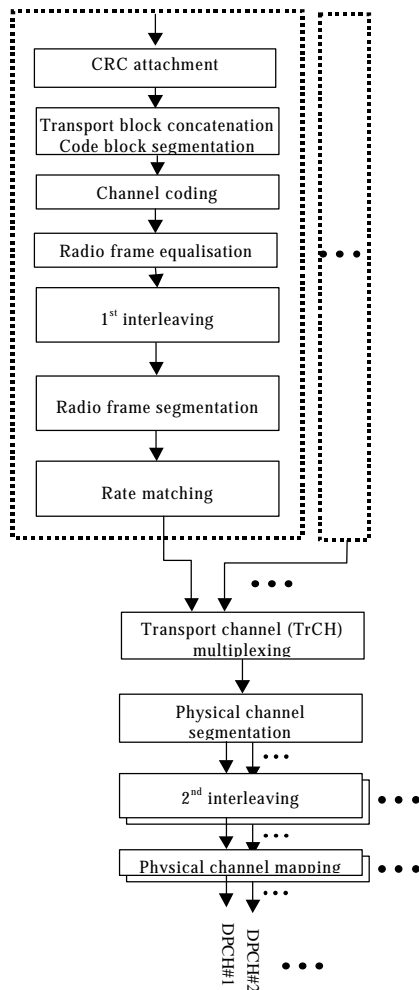 CRC attachment
Transport block concatenation
Code block segmentation
Channel coding
Radio frame equalisation
1st interleaving
Radio frame segmentation
Rate matching
Transport channel (TrCH)
multiplexing
Physical channel
segmentation
2nd interleaving
Physical channel mapping
DPCH#1
DPCH#2